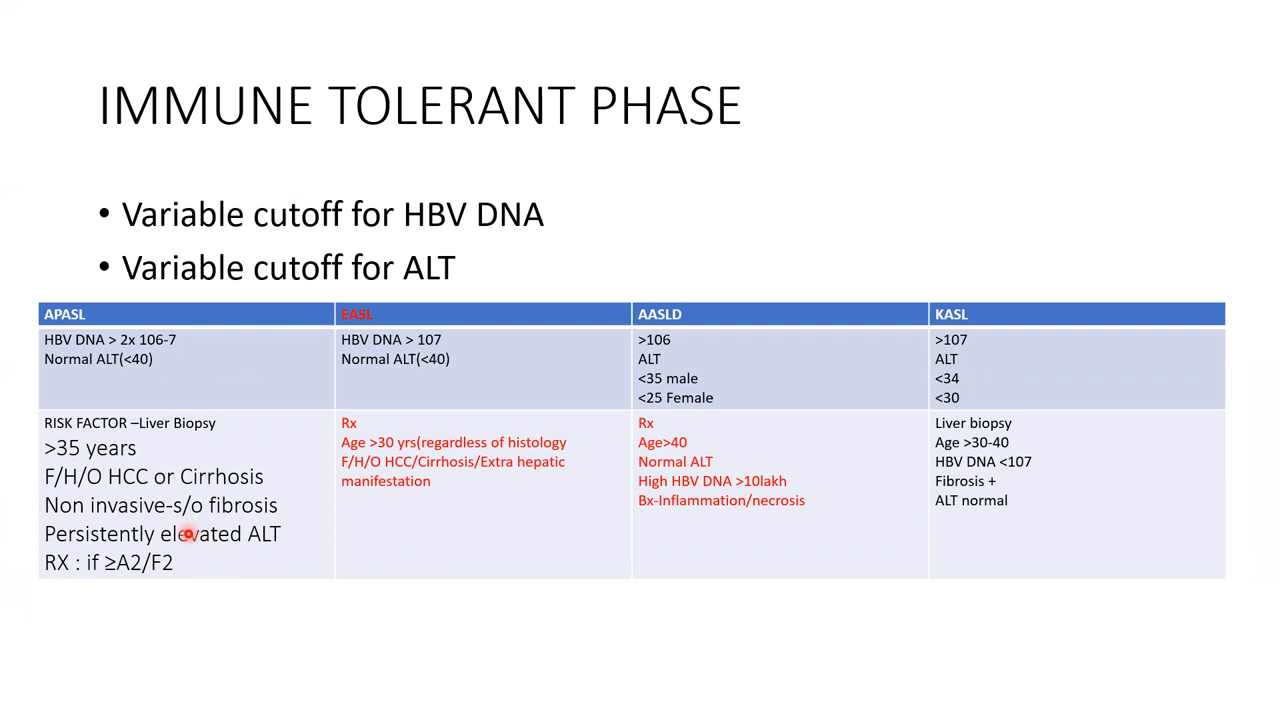 IMMUNE TOLERANT PHASE
• Variable cutoff for HBV DNA
• Variable cutoff for ALT
APASL
EASL
AASLD
KASL
HBV DNA > 2x 106-7
Normal ALT(<40)
HBV DNA > 107
Normal ALT(<40)
>106
ALT
<35 male
<25 Female
>107
ALT
<34
<30
RISK FACTOR –Liver Biopsy
>35 years
F/H/O HCC or Cirrhosis
Non invasive-s/o fibrosis
Persistently elevated ALT
RX : if ≥A2/F2
Rx
Age >30 yrs(regardless of histology
F/H/O HCC/Cirrhosis/Extra hepatic
manifestation
Rx
Age>40
Normal ALT
High HBV DNA >10lakh
Bx-Inflammation/necrosis
Liver biopsy
Age >30-40
HBV DNA <107
Fibrosis +
ALT normal